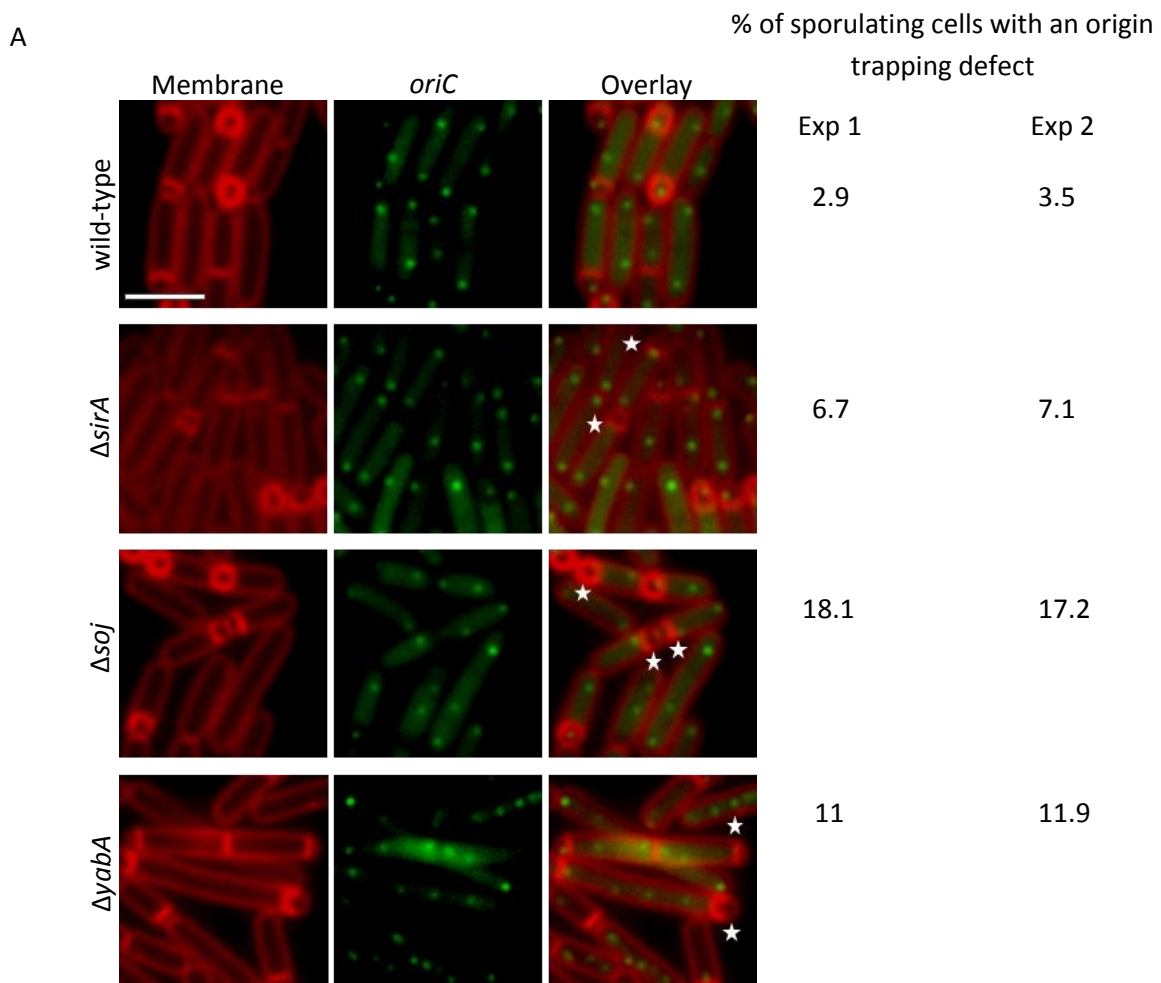 A
% of sporulating cells with an origin
trapping defect
Membrane oriC Overlay
Exp 1 Exp 2
wild-type
2.9 3.5
ΔsirA
6.7 7.1
Δsoj
18.1 17.2
ΔyabA
11 11.9